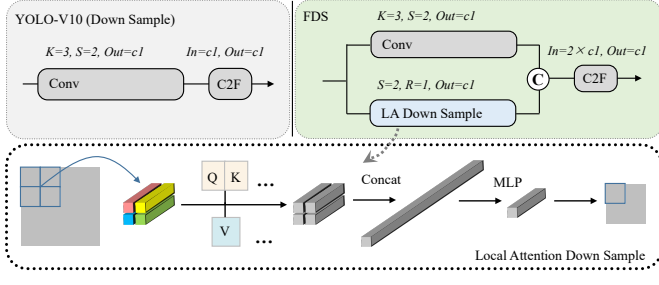 YOLO-V10 (Down Sample)
K=3, S=2, Out=c1
In=c1, Out=c1
Conv
C2F
FDS
K=3, S=2, Out=c1
Conv
In=2× c1, Out=c1
C
C2F
S=2, R=1, Out=c1
LA Down Sample
Q K ...
V ...
Concat
MLP
Local Attention Down Sample